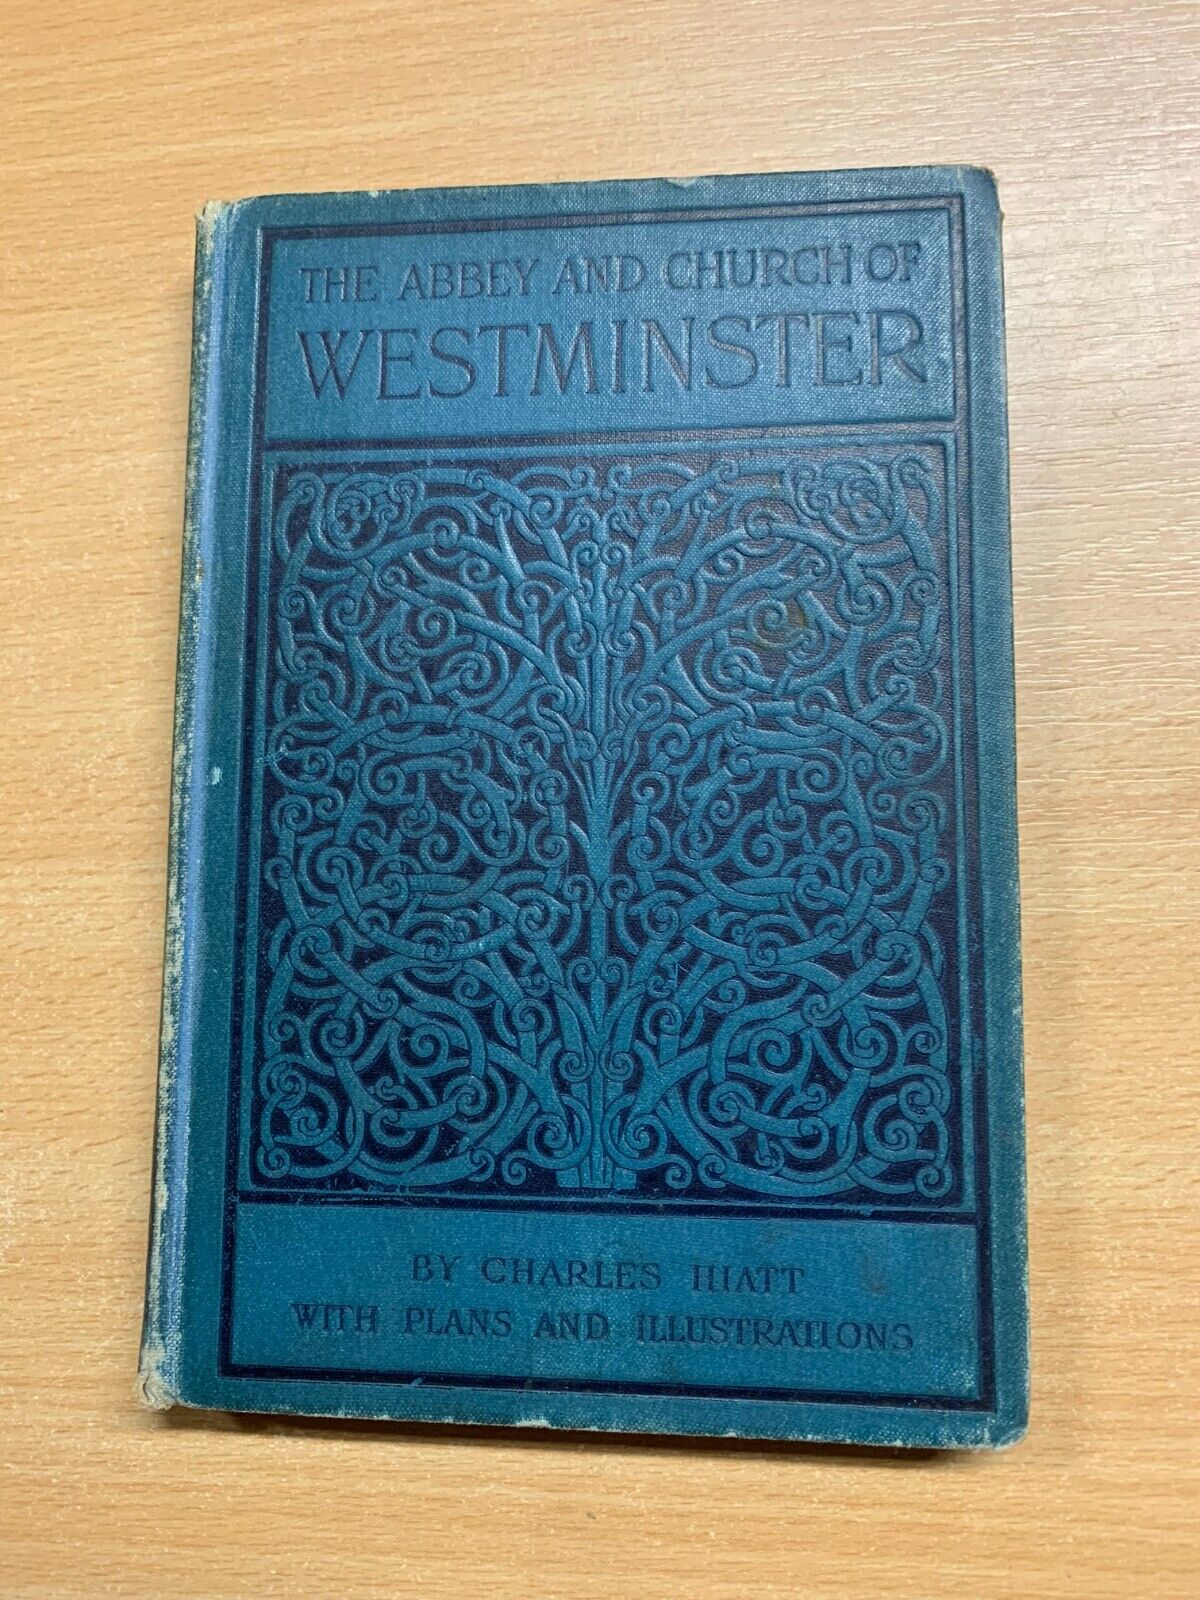 THE ABBEY AND CHURCH OF
WESTMINSTER
BY CHARLES HIATT
WITH PLANS AND ILLUSTRATIONS